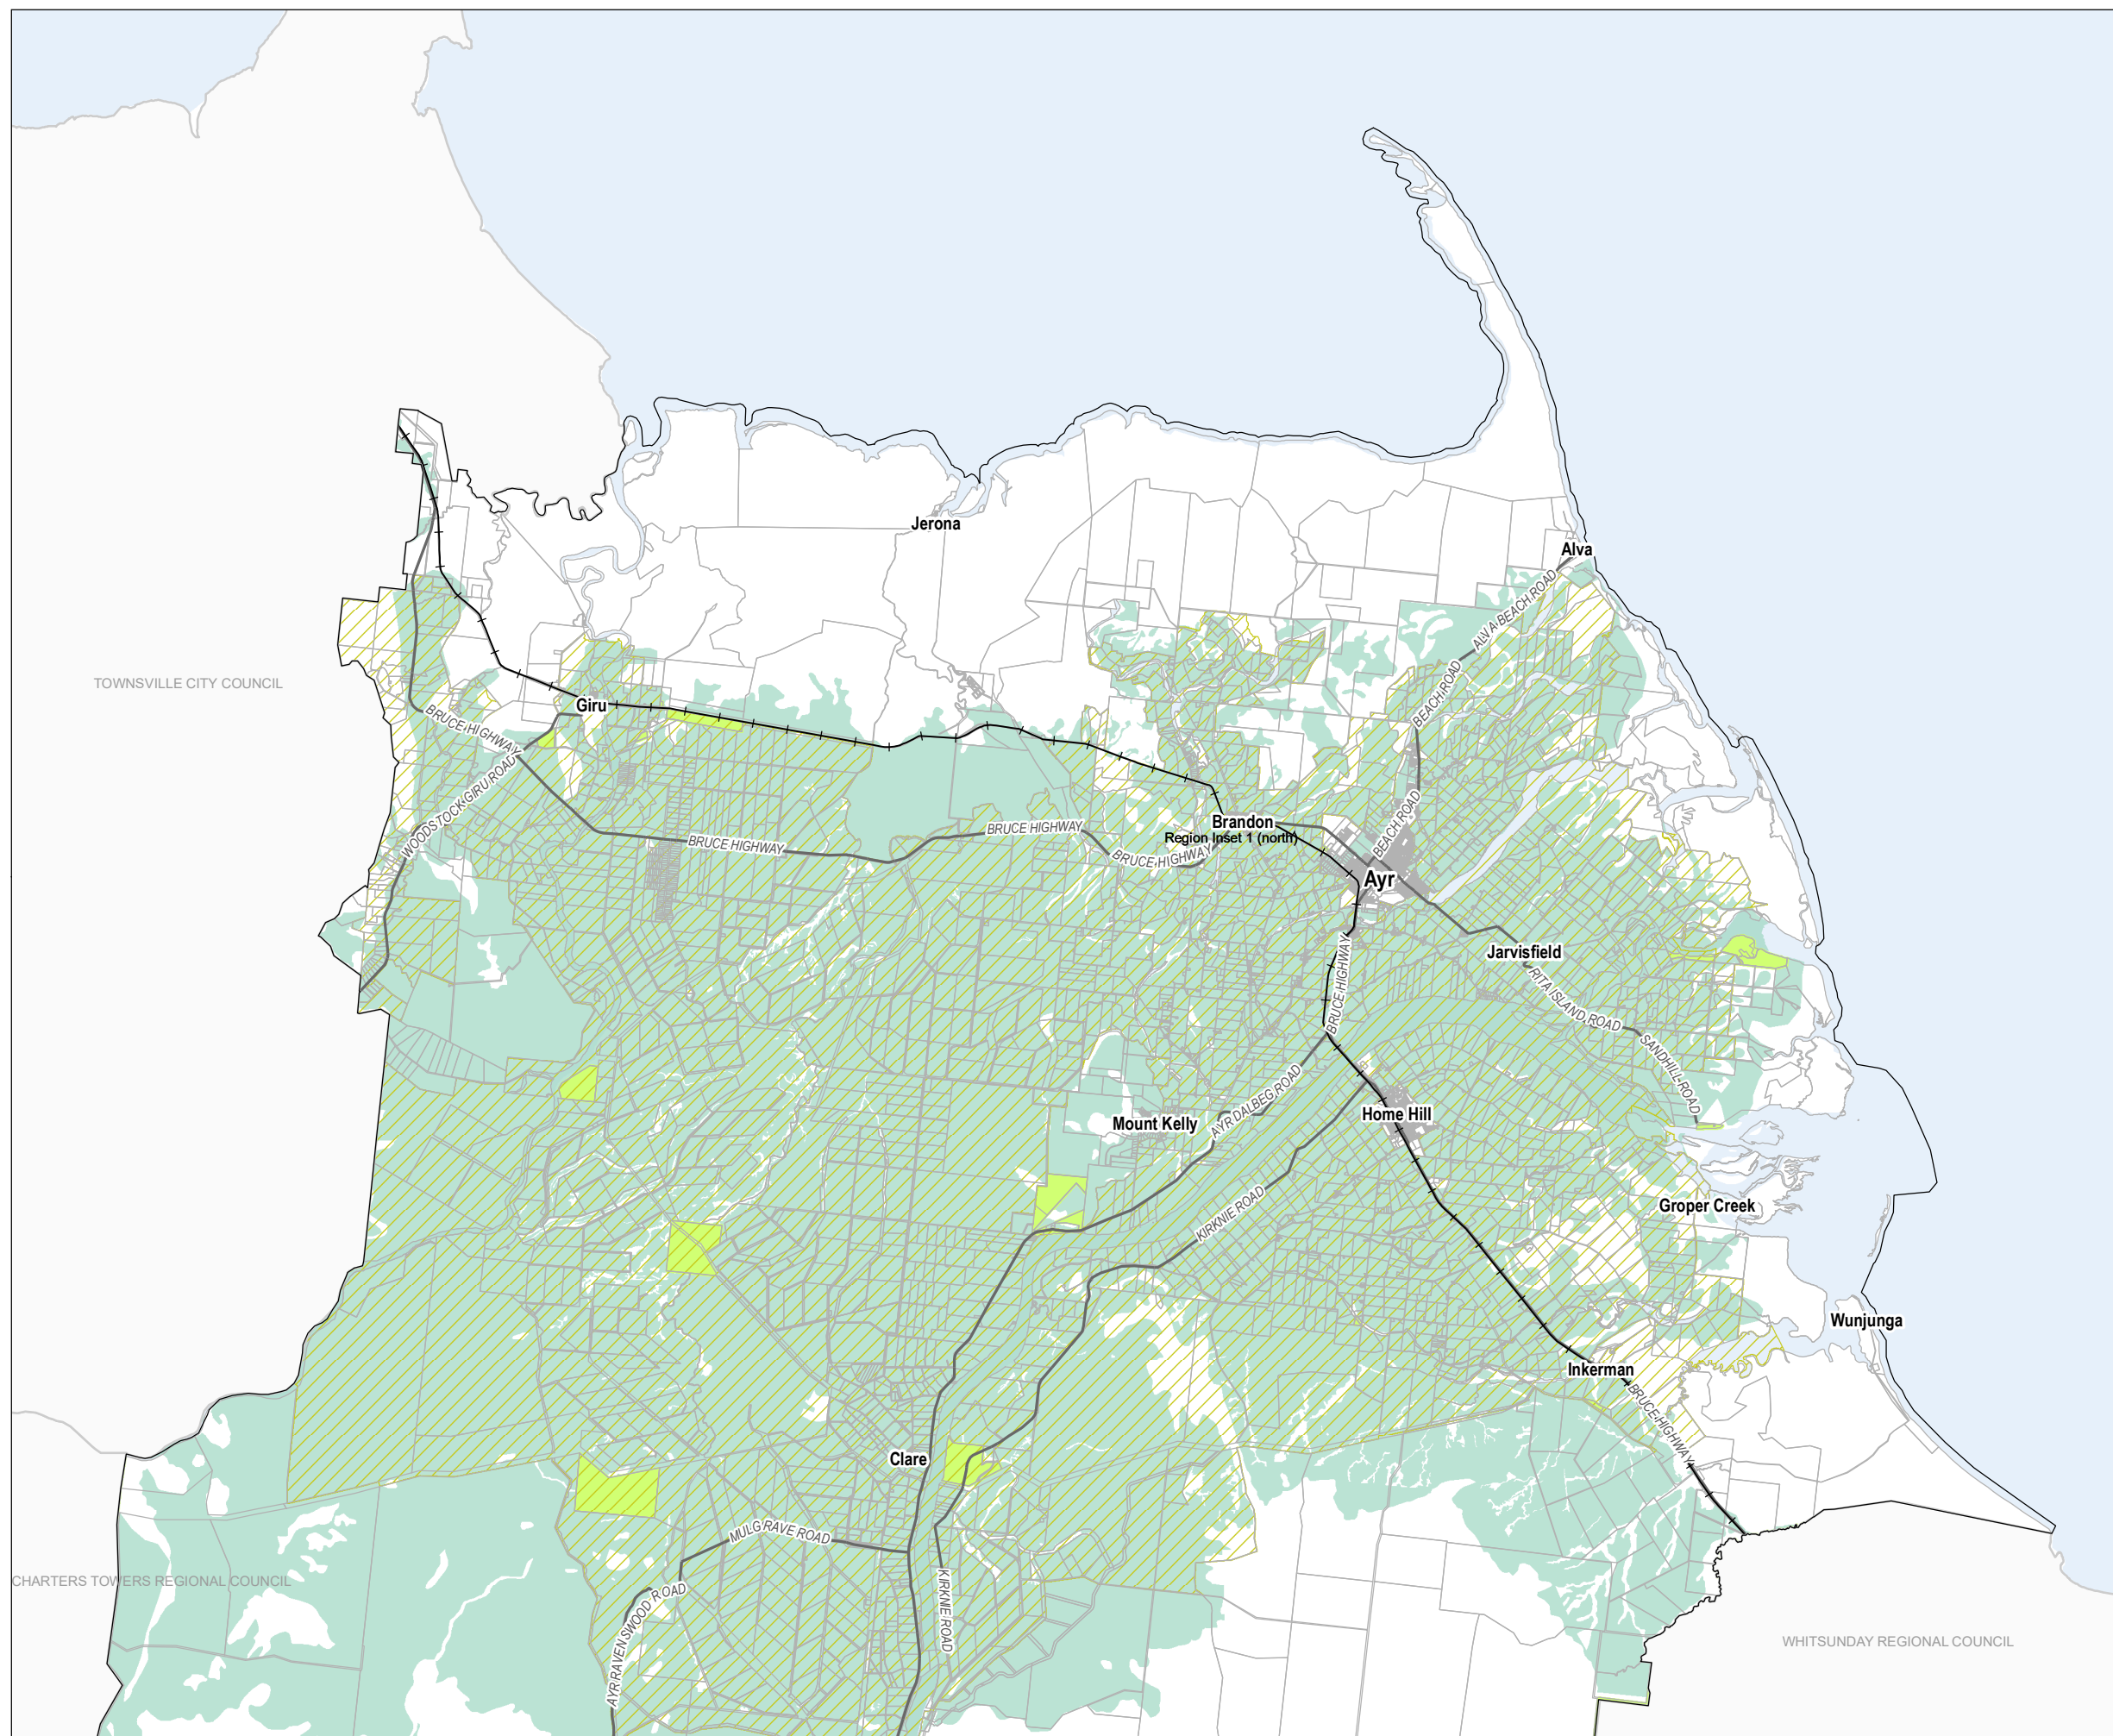 Jerona
Alva
ALVA BEACH ROAD
BEACH ROAD
TOWNSVILLE CITY COUNCIL
Giru
BRUCE HIGHWAY
WOODSTOCK GIRU ROAD
BRUCE HIGHWAY
BRUCE HIGHWAY
BRUCE HIGHWAY
Brandon
Region Inset 1 (north)
BEACH ROAD
Ayr
Jarvisfield
BRUCE HIGHWAY
RITA ISLAND ROAD
SANDHILL ROAD
Mount Kelly
AYR DALBEG ROAD
Home Hill
KIRKNIE ROAD
Groper Creek
Wunjunga
Inkerman
BRUCE HIGHWAY
Clare
MULGRAVE ROAD
CHARTERS TOWERS REGIONAL COUNCIL
AYR RAVENSWOOD ROAD
KIRKNIE ROAD
WHITSUNDAY REGIONAL COUNCIL